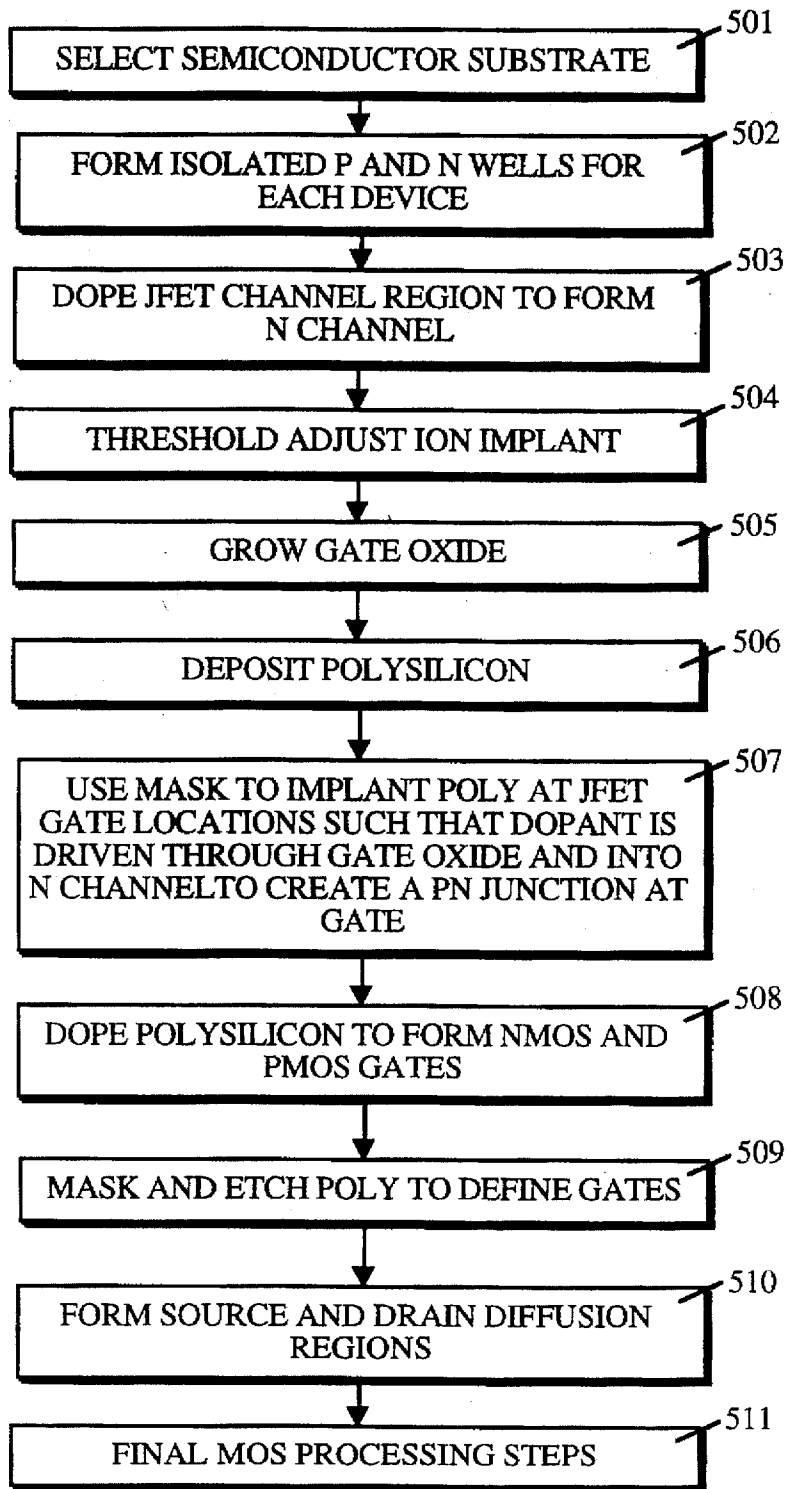 501
SELECT SEMICONDUCTOR SUBSTRATE
502
FORM ISOLATED P AND N WELLS FOR
EACH DEVICE
503
DOPE JFET CHANNEL REGION TO FORM
N CHANNEL
504
THRESHOLD ADJUST ION IMPLANT
505
GROW GATE OXIDE
506
DEPOSIT POLYSILICON
507
USE MASK TO IMPLANT POLY AT JFET
GATE LOCATIONS SUCH THAT DOPANT IS
DRIVEN THROUGH GATE OXIDE AND INTO
N CHANNELTO CREATE A PN JUNCTION AT
GATE
508
DOPE POLYSILICON TO FORM NMOS AND
PMOS GATES
509
MASK AND ETCH POLY TO DEFINE GATES
510
FORM SOURCE AND DRAIN DIFFUSION
REGIONS
511
FINAL MOS PROCESSING STEPS